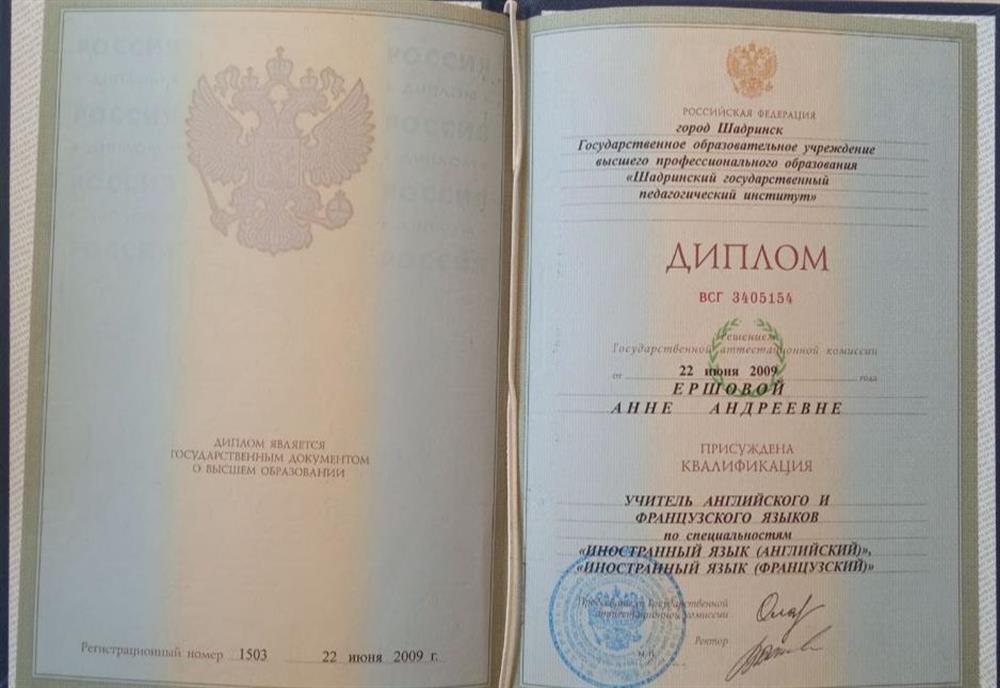 ДИПЛОМ ЯВЛЯЕТСЯ
ГОСУДАРСТВЕННЫМ ДОКУМЕНТОМ
О ВЫСШЕМ ОБРАЗОВАНИИ
Регистрационный номер 1503 22 июня 2009 г.
РОССИЙСКАЯ ФЕДЕРАЦИЯ
город Шадринск
Государственное образовательное учреждение
высшего профессионального образования
«Шадринский государственный
педагогический институт»
ДИПЛОМ
ВСГ 3405154
Решением
Государственной аттестационной комиссии
от 22 июня 2009 года
ЕРШОВОЙ
АННЕ АНДРЕЕВНЕ
ПРИСУЖДЕНА
КВАЛИФИКАЦИЯ
УЧИТЕЛЬ АНГЛИЙСКОГО И
ФРАНЦУЗСКОГО ЯЗЫКОВ
по специальностям
«ИНОСТРАННЫЙ ЯЗЫК (АНГЛИЙСКИЙ)»,
«ИНОСТРАННЫЙ ЯЗЫК (ФРАНЦУЗСКИЙ)»
Председатель Государственной
аттестационной комиссии
Ректор
М.П.